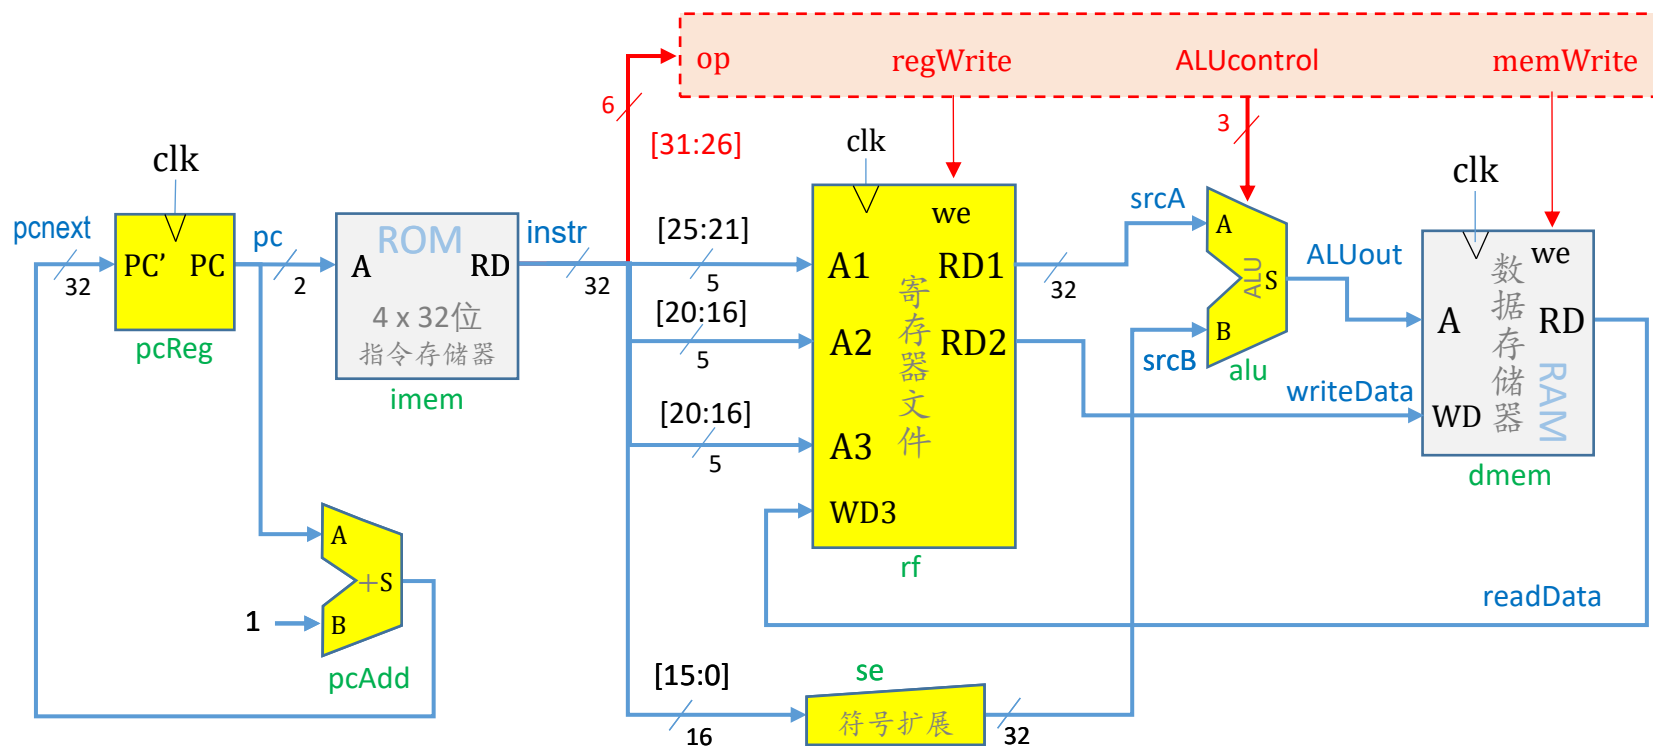 op
regWrite
ALUcontrol
memWrite
6
[31:26]
3
clk
clk
clk
pcnext
32
PC'
PC
pcReg
pc
2
ROM
A
RD
4 x 32位
指令存储器
imem
instr
32
[25:21]
5
[20:16]
5
[20:16]
5
we
A1
A2
A3
WD3
RD1
RD2
寄存器文件
rf
32
srcA
srcB
A
B
ALU
S
alu
ALUout
writeData
we
A
RD
WD
数据存储器
RAM
dmem
readData
A
+S
B
1
pcAdd
[15:0]
16
se
符号扩展
32